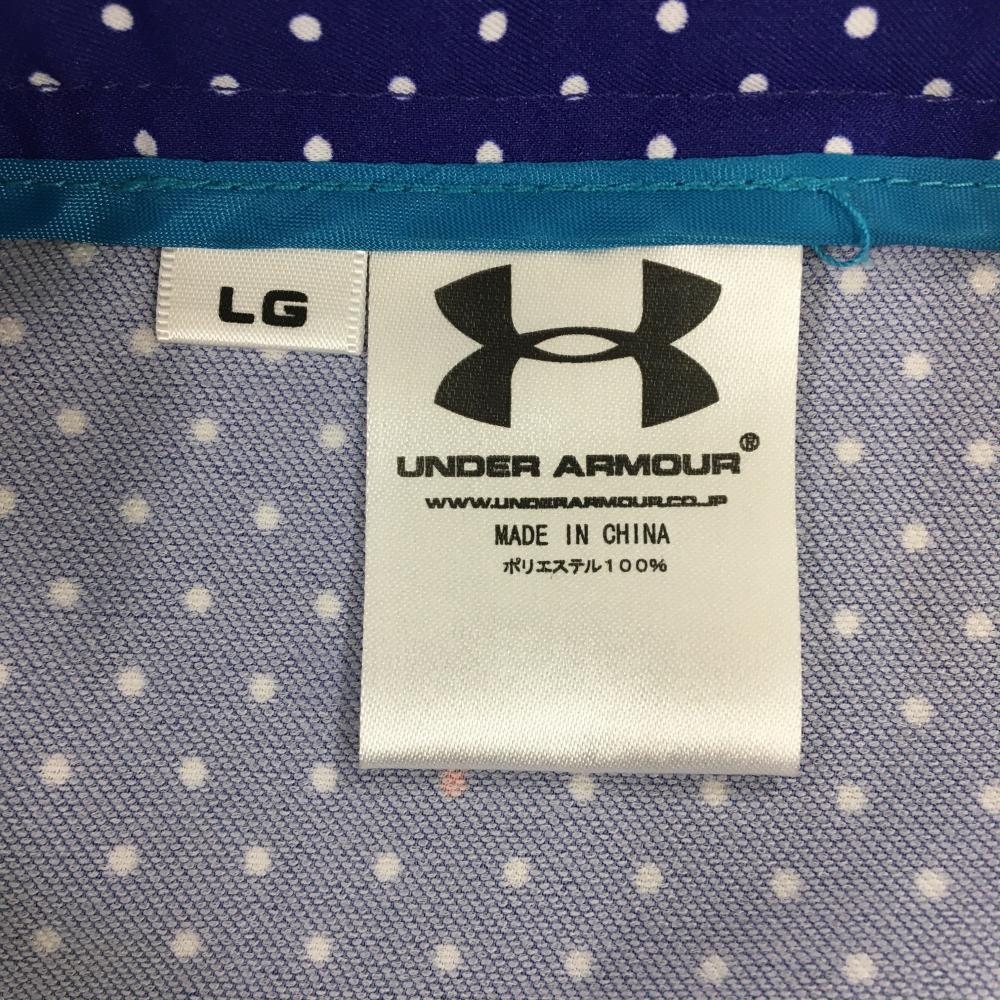 LG
UNDER ARMOUR®
WWW.UNDERARMOUR.CO.JP
MADE IN CHINA
ポリエステル100%